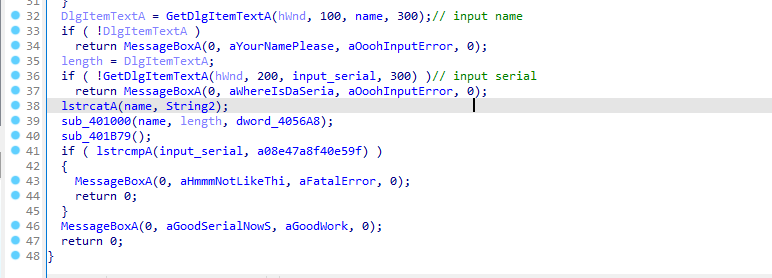 31 }
32 DlgItemTextA = GetDlgItemTextA(hWnd, 100, name, 300);// input name
33 if ( !DlgItemTextA )
34 return MessageBoxA(0, aYourNamePlease, aOoohInputError, 0);
35 length = DlgItemTextA;
36 if ( !GetDlgItemTextA(hWnd, 200, input_serial, 300) )// input serial
37 return MessageBoxA(0, aWhereIsDaSeria, aOoohInputError, 0);
38 lstrcatA(name, String2);
39 sub_401000(name, length, dword_4056A8);
40 sub_401B79();
41 if ( lstrcmpA(input_serial, a08e47a8f40e59f) )
42 {
43 MessageBoxA(0, aHmmmNotLikeThi, aFatalError, 0);
44 return 0;
45 }
46 MessageBoxA(0, aGoodSerialNowS, aGoodWork, 0);
47 return 0;
48 }